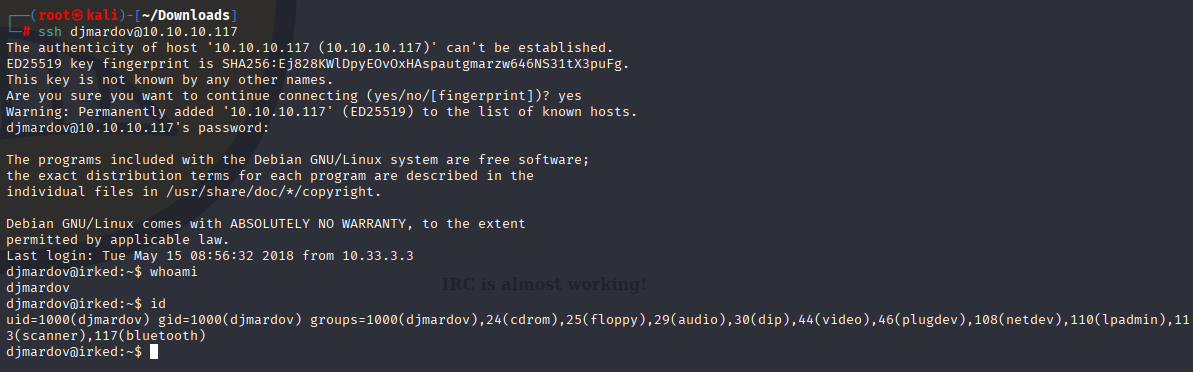 ┌──(root㉿kali)-[~/Downloads]
└─# ssh djmardov@10.10.10.117
The authenticity of host '10.10.10.117 (10.10.10.117)' can't be established.
ED25519 key fingerprint is SHA256:Ej828KWlDpyEOvOxHAspautgmarzw646NS31tX3puFg.
This key is not known by any other names.
Are you sure you want to continue connecting (yes/no/[fingerprint])? yes
Warning: Permanently added '10.10.10.117' (ED25519) to the list of known hosts.
djmardov@10.10.10.117's password:
The programs included with the Debian GNU/Linux system are free software;
the exact distribution terms for each program are described in the
individual files in /usr/share/doc/*/copyright.
Debian GNU/Linux comes with ABSOLUTELY NO WARRANTY, to the extent
permitted by applicable law.
Last login: Tue May 15 08:56:32 2018 from 10.33.3.3
djmardov@irked:~$ whoami
djmardov
IRC is almost working!
djmardov@irked:~$ id
uid=1000(djmardov) gid=1000(djmardov) groups=1000(djmardov),24(cdrom),25(floppy),29(audio),30(dip),44(video),46(plugdev),108(netdev),110(lpadmin),11
3(scanner),117(bluetooth)
djmardov@irked:~$